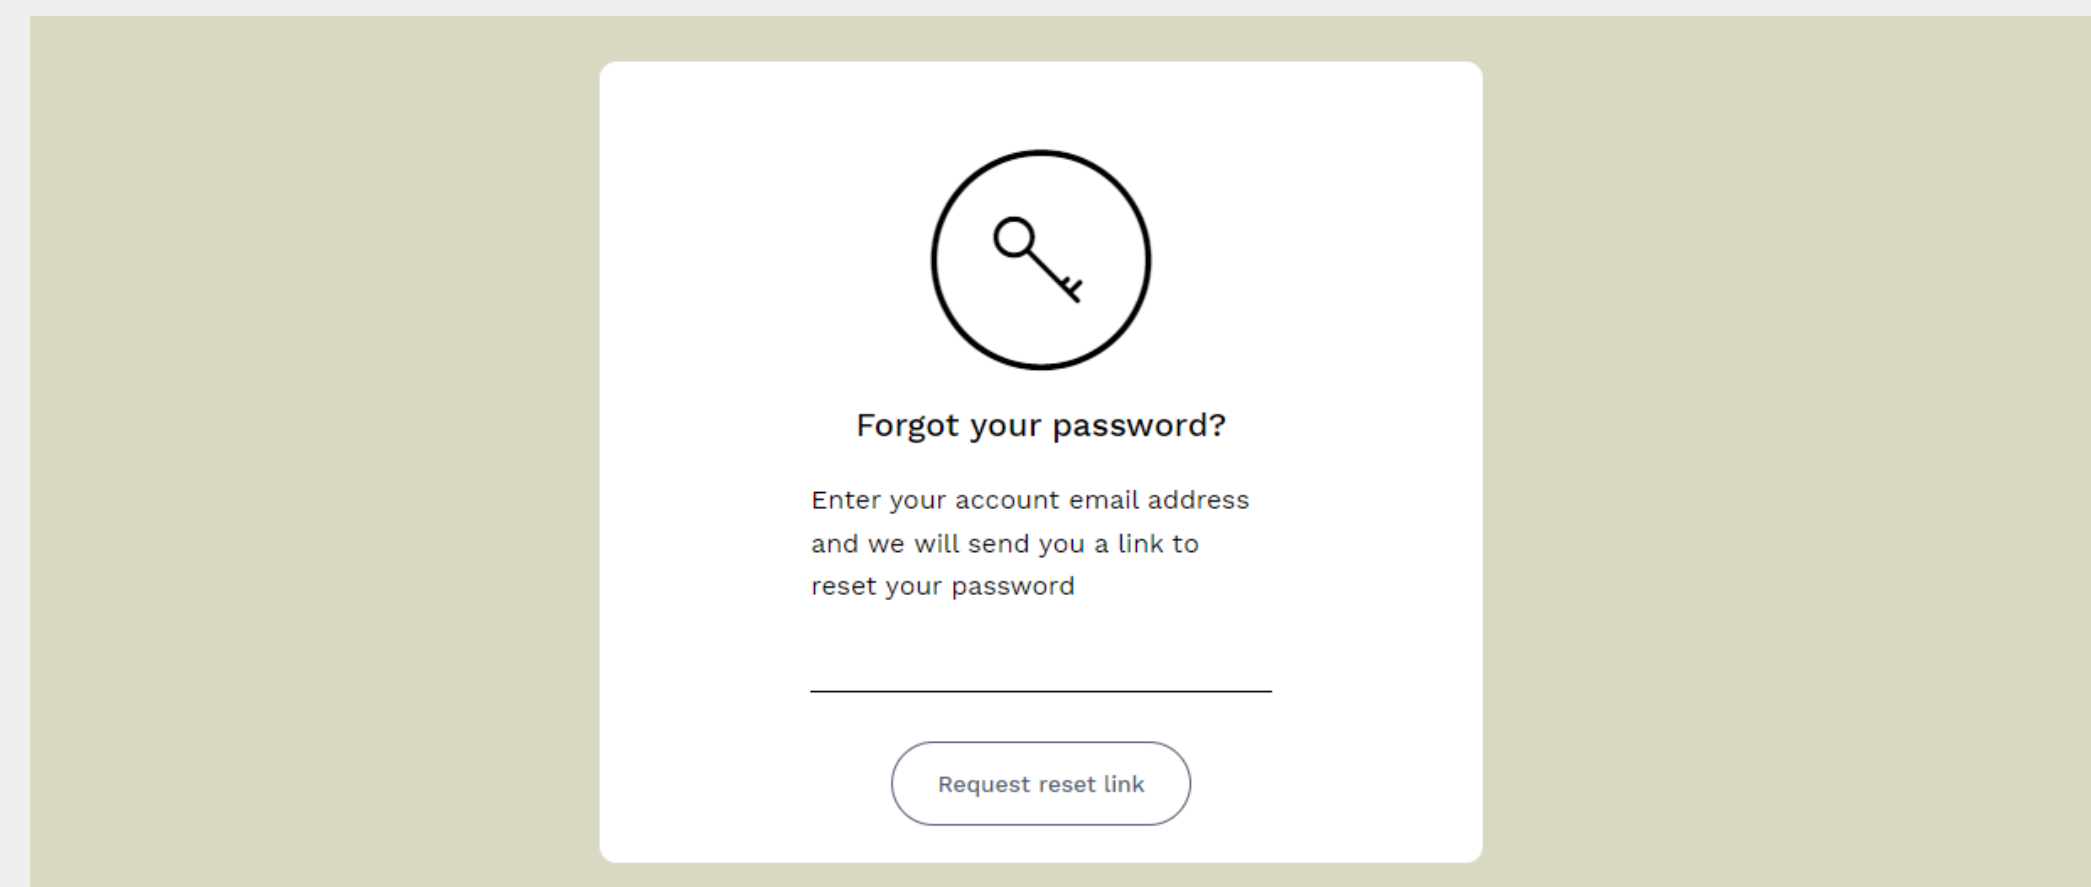 Forgot your password?
Enter your account email address
and we will send you a link to
reset your password
Request reset link